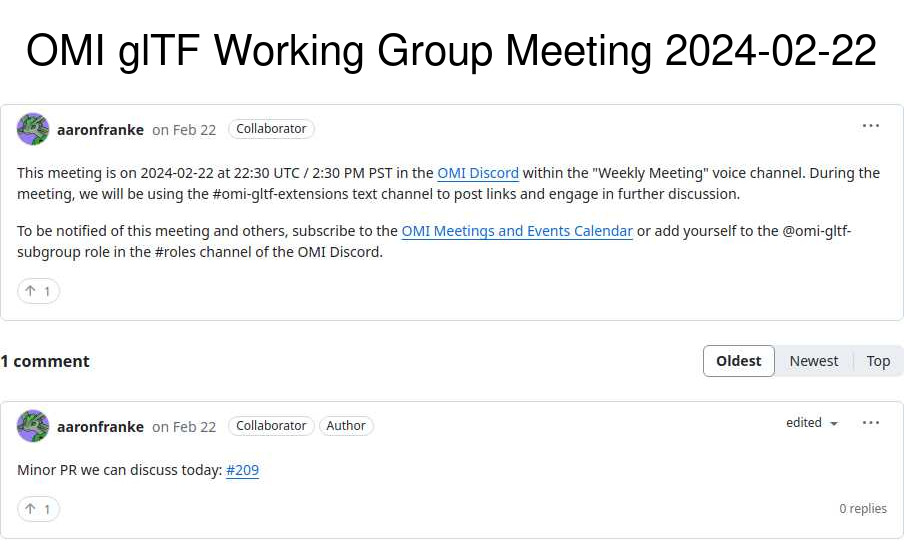 OMI glTF Working Group Meeting 2024-02-22
aaronfranke on Feb 22 Collaborator ...
This meeting is on 2024-02-22 at 22:30 UTC / 2:30 PM PST in the OMI Discord within the "Weekly Meeting" voice channel. During the
meeting, we will be using the #omi-gltf-extensions text channel to post links and engage in further discussion.
To be notified of this meeting and others, subscribe to the OMI Meetings and Events Calendar or add yourself to the @omi-gltf-
subgroup role in the #roles channel of the OMI Discord.
↑ 1
1 comment Oldest Newest Top
aaronfranke on Feb 22 Collaborator Author edited ...
Minor PR we can discuss today: #209
↑ 1 0 replies